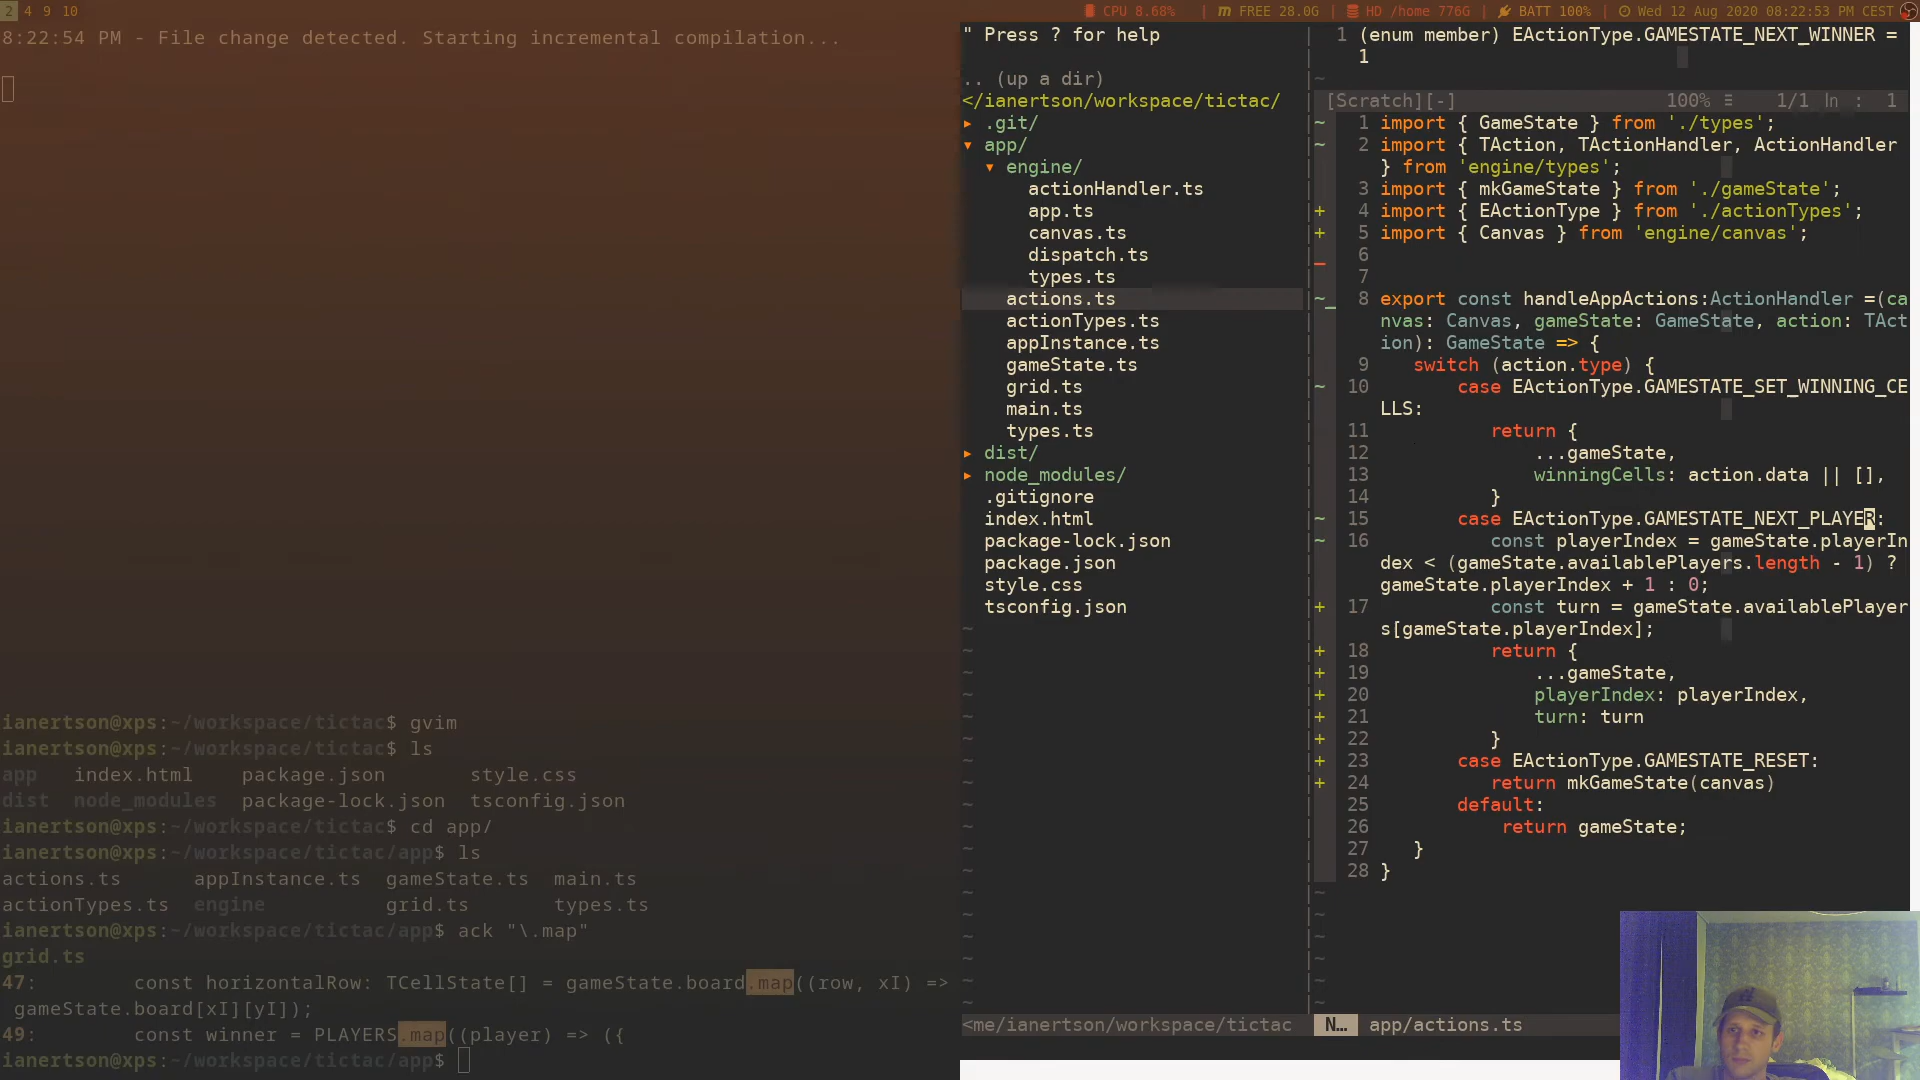 2 4 9 10
CPU 8.68% | m FREE 28.0G | HD /home 776G | BATT 100% | Wed 12 Aug 2020 08:22:53 PM CEST
8:22:54 PM - File change detected. Starting incremental compilation...
ianertson@xps:~/workspace/tictac$ gvim
ianertson@xps:~/workspace/tictac$ ls
app index.html package.json style.css
dist node_modules package-lock.json tsconfig.json
ianertson@xps:~/workspace/tictac$ cd app/
ianertson@xps:~/workspace/tictac/app$ ls
actions.ts appInstance.ts gameState.ts main.ts
actionTypes.ts engine grid.ts types.ts
ianertson@xps:~/workspace/tictac/app$ ack "\.map"
grid.ts
47: const horizontalRow: TCellState[] = gameState.board.map((row, xI) =>
gameState.board[xI][yI]);
49: const winner = PLAYERS.map((player) => ({
ianertson@xps:~/workspace/tictac/app$
" Press ? for help
.. (up a dir)
</ianertson/workspace/tictac/
▸ .git/
▾ app/
▾ engine/
actionHandler.ts
app.ts
canvas.ts
dispatch.ts
types.ts
actions.ts
actionTypes.ts
appInstance.ts
gameState.ts
grid.ts
main.ts
types.ts
▸ dist/
▸ node_modules/
.gitignore
index.html
package-lock.json
package.json
style.css
tsconfig.json
<me/ianertson/workspace/tictac
1 (enum member) EActionType.GAMESTATE_NEXT_WINNER =
1
[Scratch][-] 100% ≡ 1/1 ln : 1
~ 1 import { GameState } from './types';
~ 2 import { TAction, TActionHandler, ActionHandler
} from 'engine/types';
3 import { mkGameState } from './gameState';
+ 4 import { EActionType } from './actionTypes';
+ 5 import { Canvas } from 'engine/canvas';
_ 6
7
~_ 8 export const handleAppActions:ActionHandler =(ca
nvas: Canvas, gameState: GameState, action: TAct
ion): GameState => {
9 switch (action.type) {
~ 10 case EActionType.GAMESTATE_SET_WINNING_CE
LLS:
11 return {
12 ...gameState,
13 winningCells: action.data || [],
14 }
~ 15 case EActionType.GAMESTATE_NEXT_PLAYER:
~ 16 const playerIndex = gameState.playerIn
dex < (gameState.availablePlayers.length - 1) ?
gameState.playerIndex + 1 : 0;
+ 17 const turn = gameState.availablePlayer
s[gameState.playerIndex];
+ 18 return {
+ 19 ...gameState,
+ 20 playerIndex: playerIndex,
+ 21 turn: turn
+ 22 }
+ 23 case EActionType.GAMESTATE_RESET:
+ 24 return mkGameState(canvas)
25 default:
26 return gameState;
27 }
28 }
N… app/actions.ts